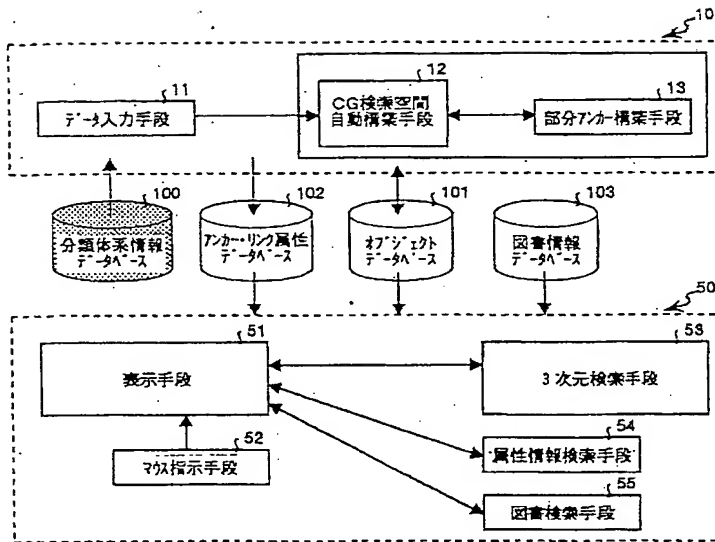 10
11
データ入力手段
12
CG検索空間
自動構築手段
13
部分アンカー構築手段
100
分類体系情報
データベース
102
アンカー・リンク属性
データベース
101
オブジェクト
データベース
103
図書情報
データベース
50
51
表示手段
52
マウス指示手段
53
3次元検索手段
54
属性情報検索手段
55
図書検索手段